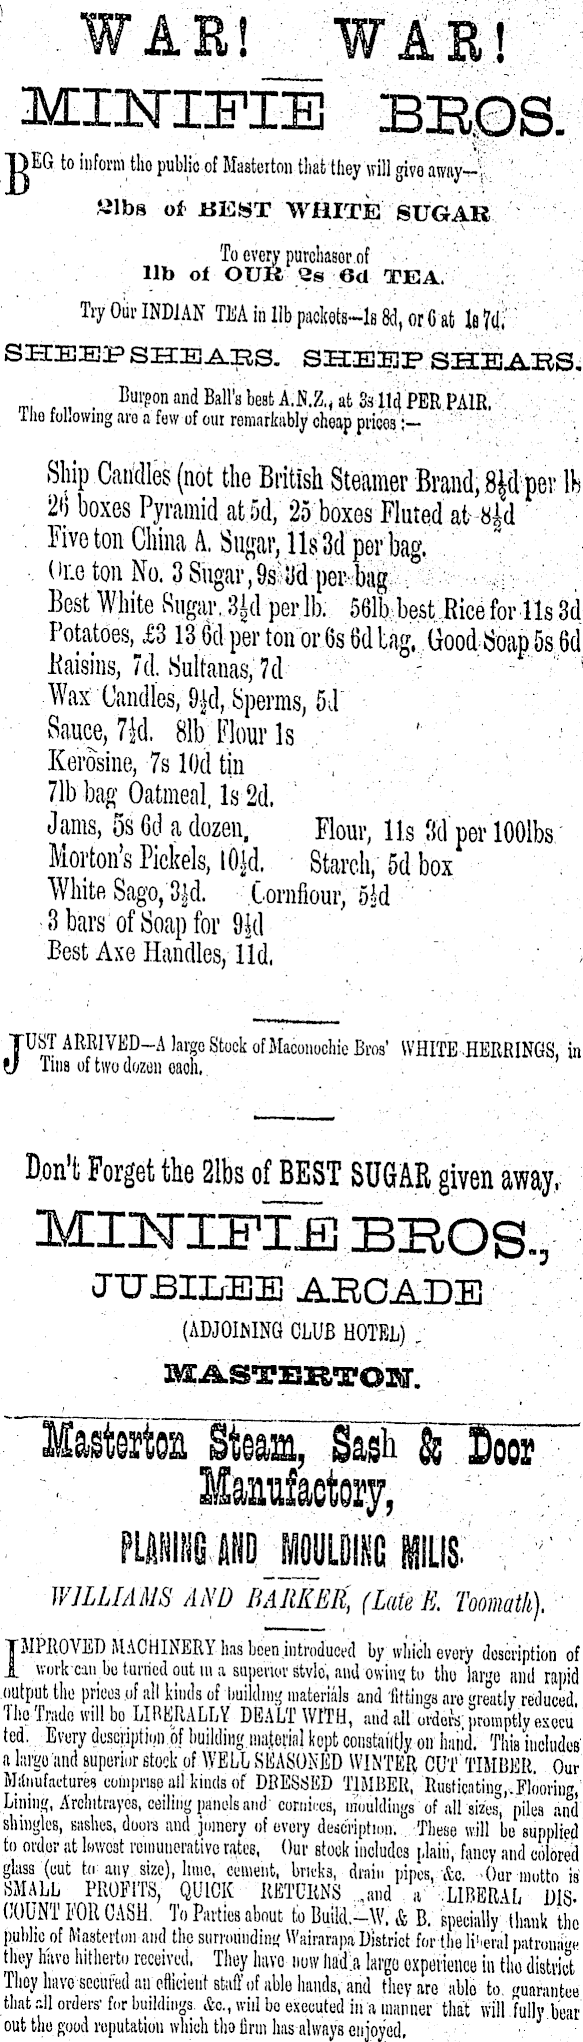 WAR! WAR!
MINIFIE BROS.
BEG to inform the public of Masterton that they will give away—
2lbs of BEST WHITE SUGAR
To every purchaser of
1lb of OUR 2s 6d TEA.
Try Our INDIAN TEA in 1lb packets—1s 8d, or 6 at 1s 7d.
SHEEP SHEARS. SHEEP SHEARS.
Burgon and Ball's best A.N.Z., at 3s 11d PER PAIR.
The following are a few of our remarkably cheap prices :—
Ship Candles (not the British Steamer Brand, 8½d per lb
26 boxes Pyramid at 5d, 25 boxes Fluted at 8½d
Five ton China A. Sugar, 11s 3d per bag.
One ton No. 3 Sugar, 9s 3d per bag
Best White Sugar, 3½d per lb. 56lb best Rice for 11s 3d
Potatoes, £3 13 6d per ton or 6s 6d bag. Good Soap 5s 6d
Raisins, 7d. Sultanas, 7d
Wax Candles, 9½d, Sperms, 5d
Sauce, 7½d. 8lb Flour 1s
Kerosine, 7s 10d tin
7lb bag Oatmeal, 1s 2d.
Jams, 5s 6d a dozen, Flour, 11s 3d per 100lbs
Morton's Pickels, 10½d. Starch, 5d box
White Sago, 3½d. Cornflour, 5½d
3 bars of Soap for 9½d
Best Axe Handles, 11d.
JUST ARRIVED—A large Stock of Maconochie Bros' WHITE HERRINGS, in
Tins of two dozen each.
Don't Forget the 2lbs of BEST SUGAR given away.
MINIFIE BROS.,
JUBILEE ARCADE
(ADJOINING CLUB HOTEL)
MASTERTON.
Masterton Steam, Sash & Door
Manufactory,
PLANING AND MOULDING MILLS.
WILLIAMS AND BARKER, (Late E. Toomath).
IMPROVED MACHINERY has been introduced by which every description of
work can be turned out in a superior style, and owing to the large and rapid
output the prices of all kinds of building materials and fittings are greatly reduced.
The Trade will be LIBERALLY DEALT WITH, and all orders promptly execu
ted. Every description of building material kept constantly on hand. This includes
a large and superior stock of WELL SEASONED WINTER CUT TIMBER. Our
Manufactures comprise all kinds of DRESSED TIMBER, Rusticating, Flooring,
Lining, Architraves, ceiling panels and cornices, mouldings of all sizes, piles and
shingles, sashes, doors and joinery of every description. These will be supplied
to order at lowest remunerative rates. Our stock includes plain, fancy and colored
glass (cut to any size), lime, cement, bricks, drain pipes, &c. Our motto is
SMALL PROFITS, QUICK RETURNS and a LIBERAL DIS-
COUNT FOR CASH. To Parties about to Build.—W. & B. specially thank the
public of Masterton and the surrounding Wairarapa District for the liberal patronage
they have hitherto received. They have now had a large experience in the district
They have secured an efficient staff of able hands, and they are able to guarantee
that all orders for buildings &c., will be executed in a manner that will fully bear
out the good reputation which the firm has always enjoyed.